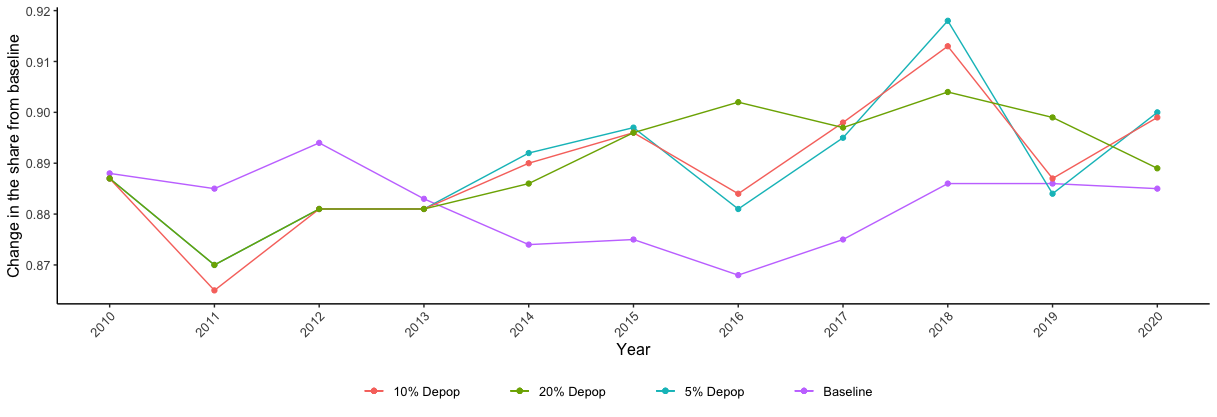 Change in the share from baseline
0.92
0.91
0.90
0.89
0.88
0.87
2010 2011 2012 2013 2014 2015 2016 2017 2018 2019 2020
Year
10% Depop 20% Depop 5% Depop Baseline